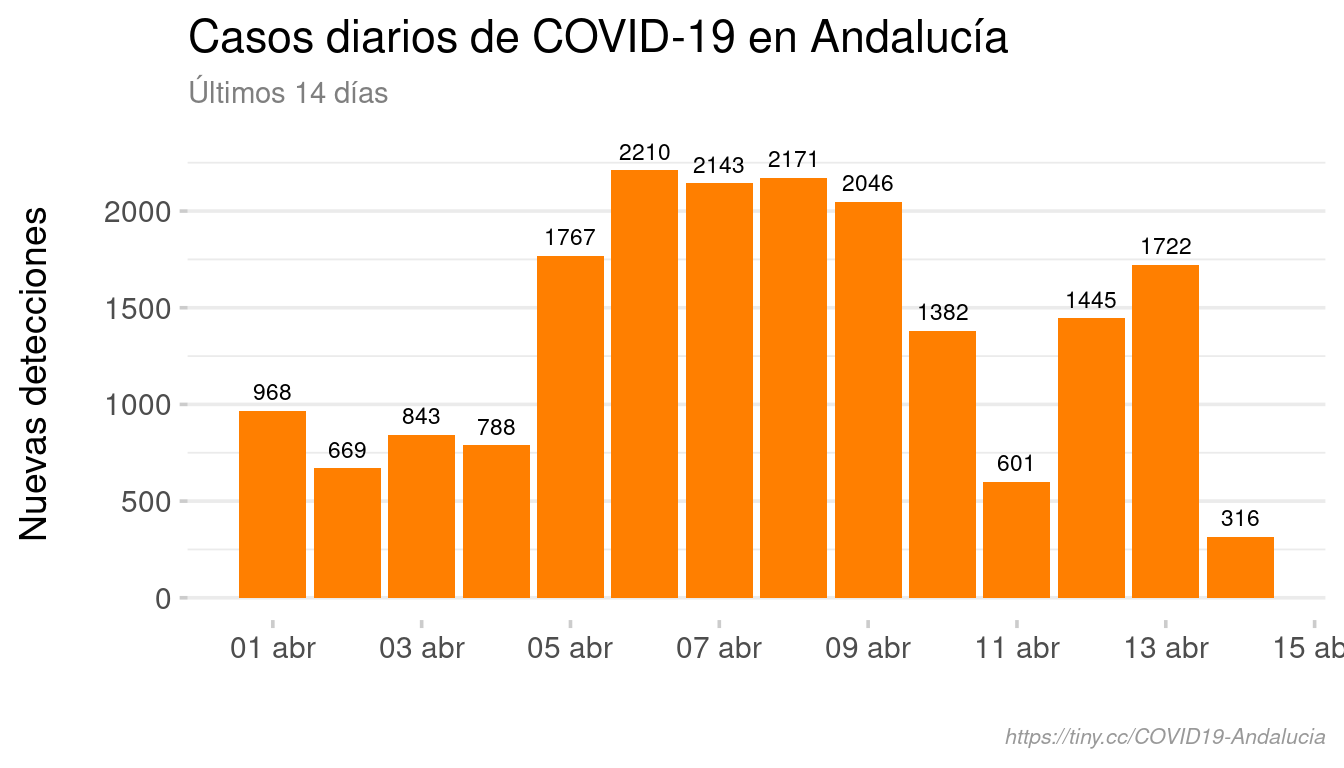 Casos diarios de COVID-19 en Andalucía
Últimos 14 días
Nuevas detecciones
2000
1500
1000
500
0
968
669
843
788
1767
2210
2143
2171
2046
1382
601
1445
1722
316
01 abr
03 abr
05 abr
07 abr
09 abr
11 abr
13 abr
15 ab
https://tiny.cc/COVID19-Andalucia